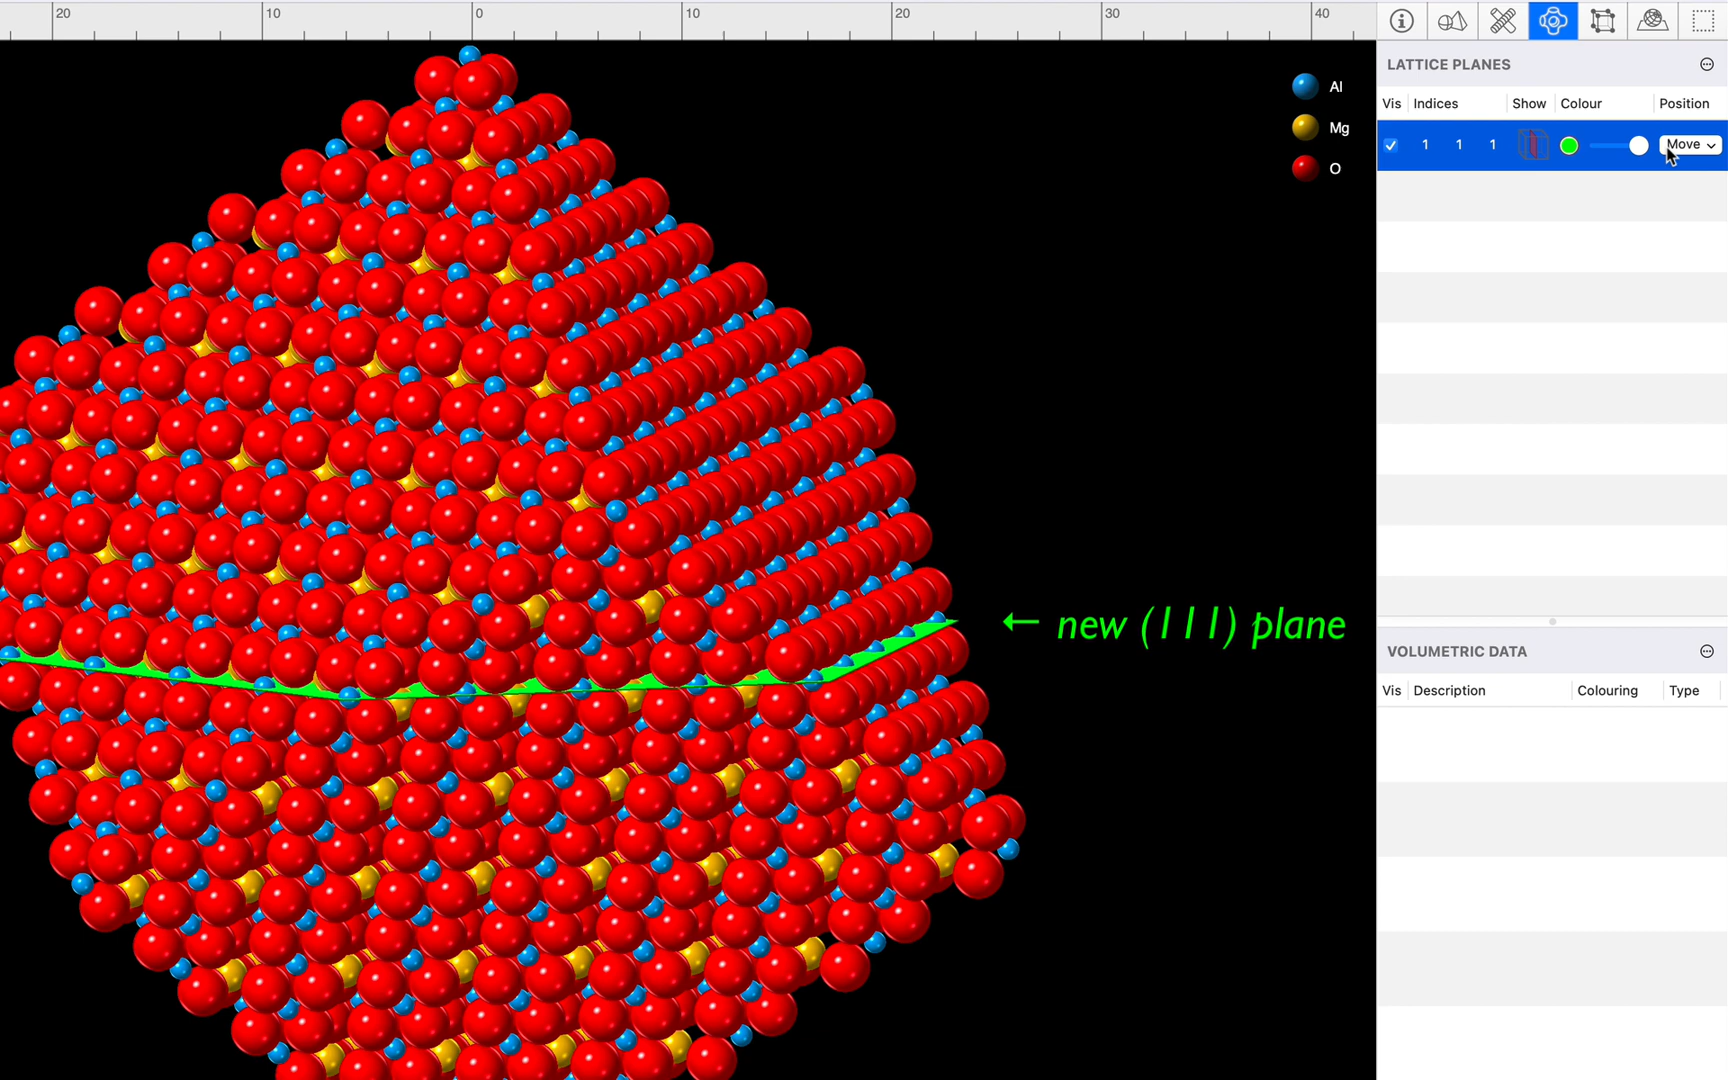 20 10 0 10 20 30 40
Al
Mg
O
← new (111) plane
LATTICE PLANES
Vis Indices Show Colour Position
1 1 1 Move
VOLUMETRIC DATA
Vis Description Colouring Type